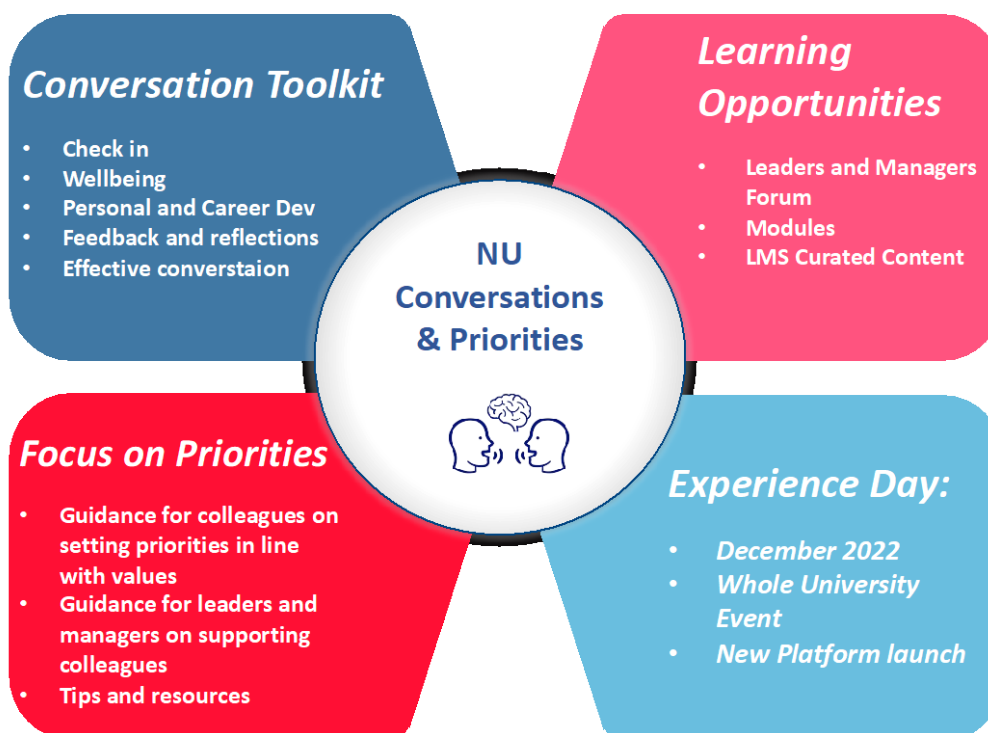 Conversation Toolkit
• Check in
• Wellbeing
• Personal and Career Dev
• Feedback and reflections
• Effective converstaion
Learning
Opportunities
• Leaders and Managers
Forum
• Modules
• LMS Curated Content
NU
Conversations
& Priorities
Focus on Priorities
• Guidance for colleagues on
setting priorities in line
with values
• Guidance for leaders and
managers on supporting
colleagues
• Tips and resources
Experience Day:
• December 2022
• Whole University
Event
• New Platform launch